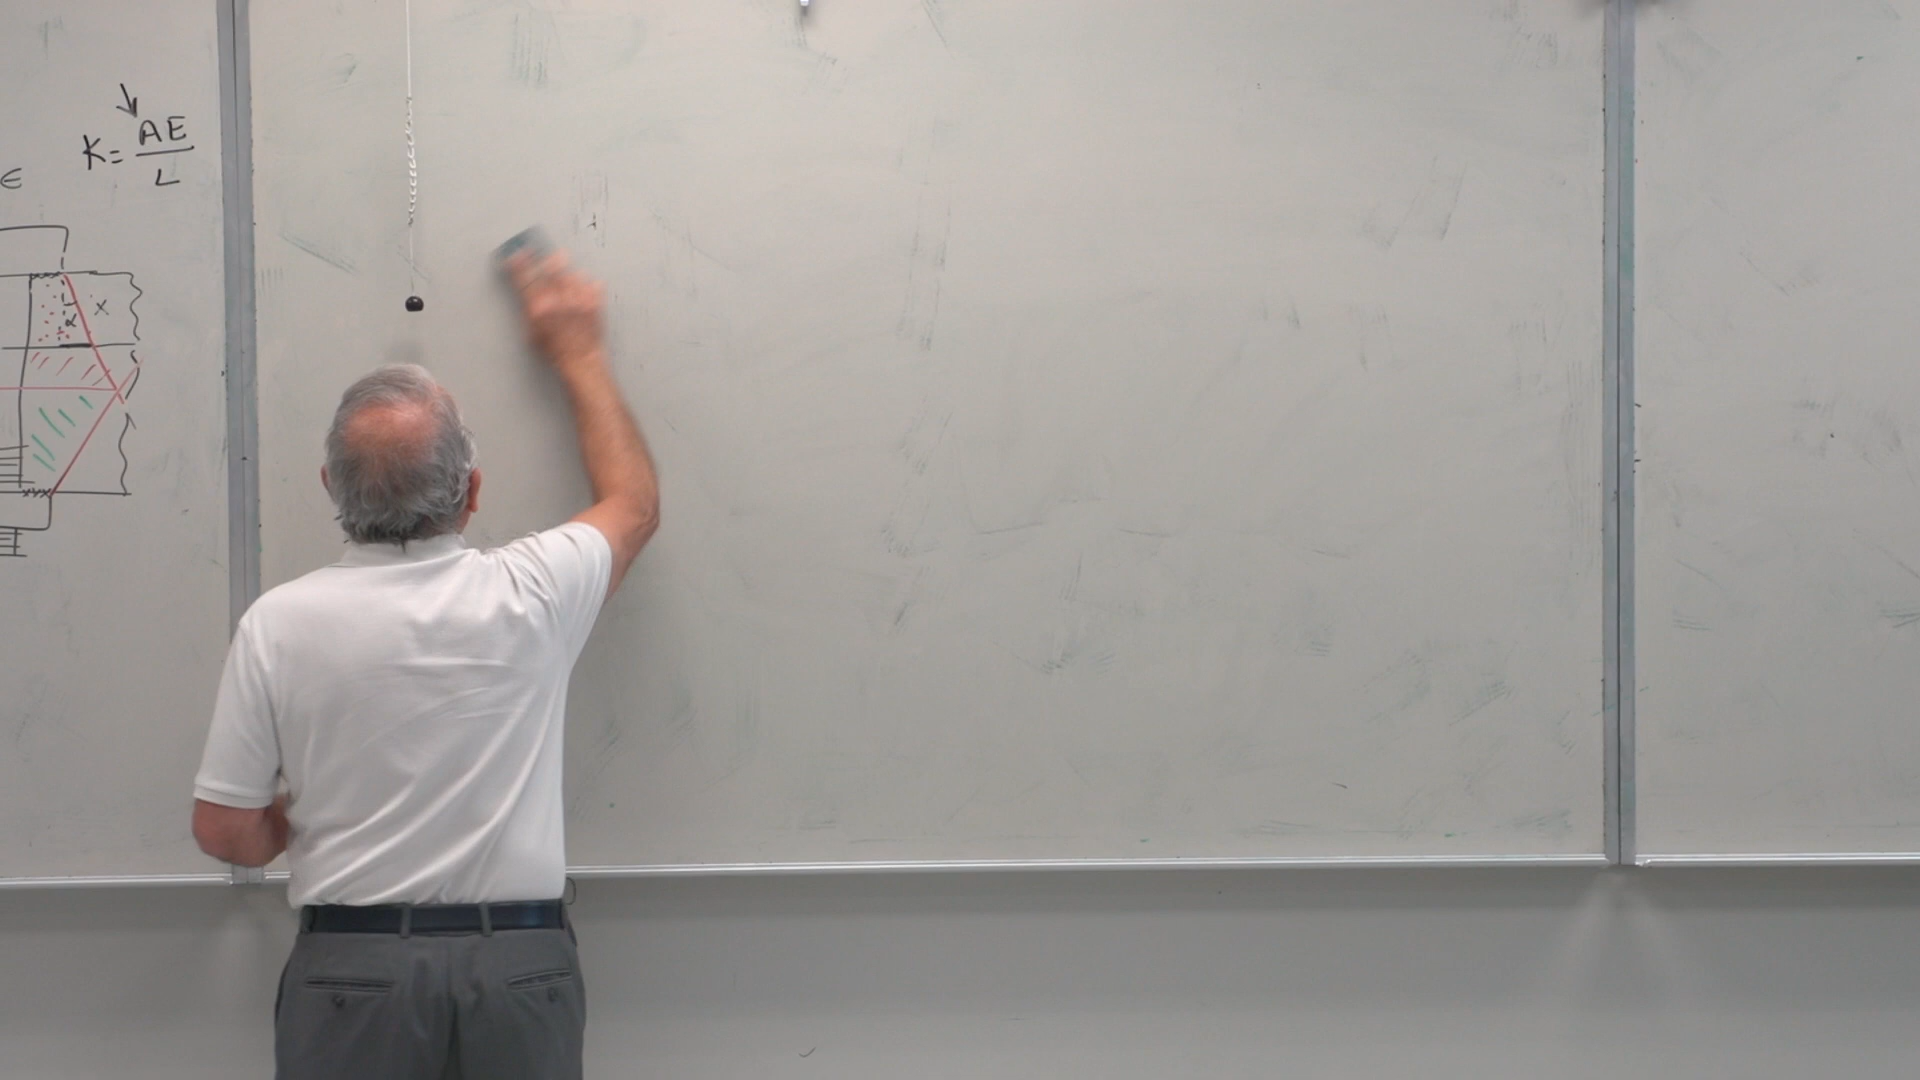 K = AE
L
∈
x
α